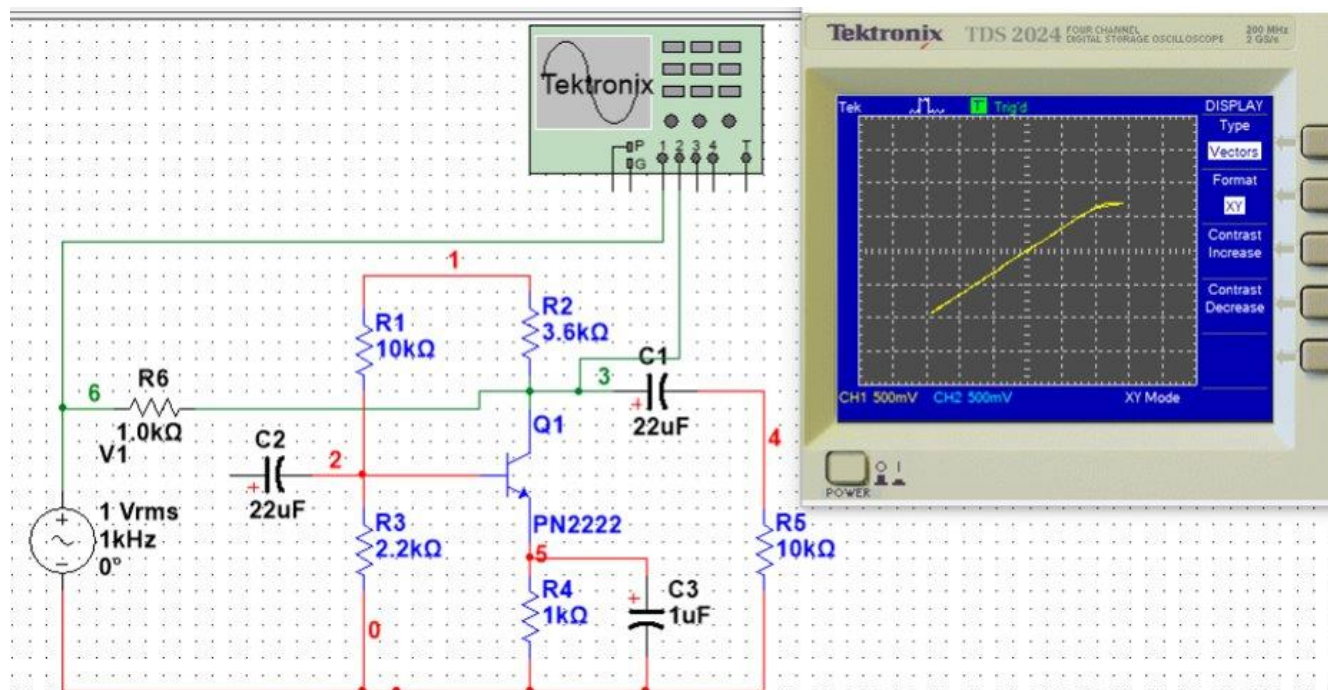 Tektronix
P
G
1 2 3 4
T
Tektronix TDS 2024 FOUR CHANNEL
DIGITAL STORAGE OSCILLOSCOPE
200 MHz
2 GS/s
Tek
T Trig'd
DISPLAY
Type
Vectors
Format
XY
Contrast
Increase
Contrast
Decrease
CH1 500mV CH2 500mV XY Mode
POWER
1
R1
10kΩ
R2
3.6kΩ
C1
3
+
22uF
R6
6
1.0kΩ
V1
Q1
4
C2
2
+
22uF
1 Vrms
1kHz
0°
R3
2.2kΩ
PN2222
5
R5
10kΩ
R4
1kΩ
+
C3
1uF
0